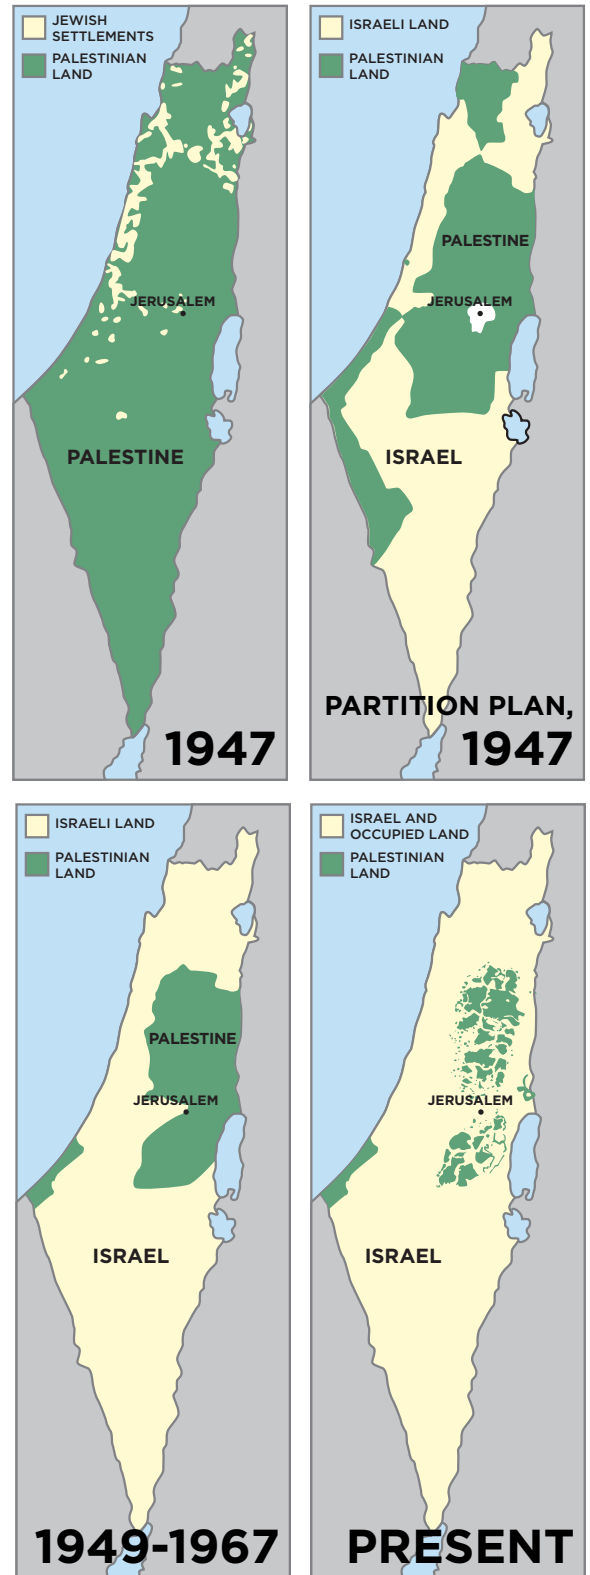 JEWISH
SETTLEMENTS
PALESTINIAN
LAND
JERUSALEM
PALESTINE
1947
ISRAELI LAND
PALESTINIAN
LAND
PALESTINE
JERUSALEM
ISRAEL
PARTITION PLAN,
1947
ISRAELI LAND
PALESTINIAN
LAND
PALESTINE
JERUSALEM
ISRAEL
1949-1967
ISRAEL AND
OCCUPIED LAND
PALESTINIAN
LAND
JERUSALEM
ISRAEL
PRESENT